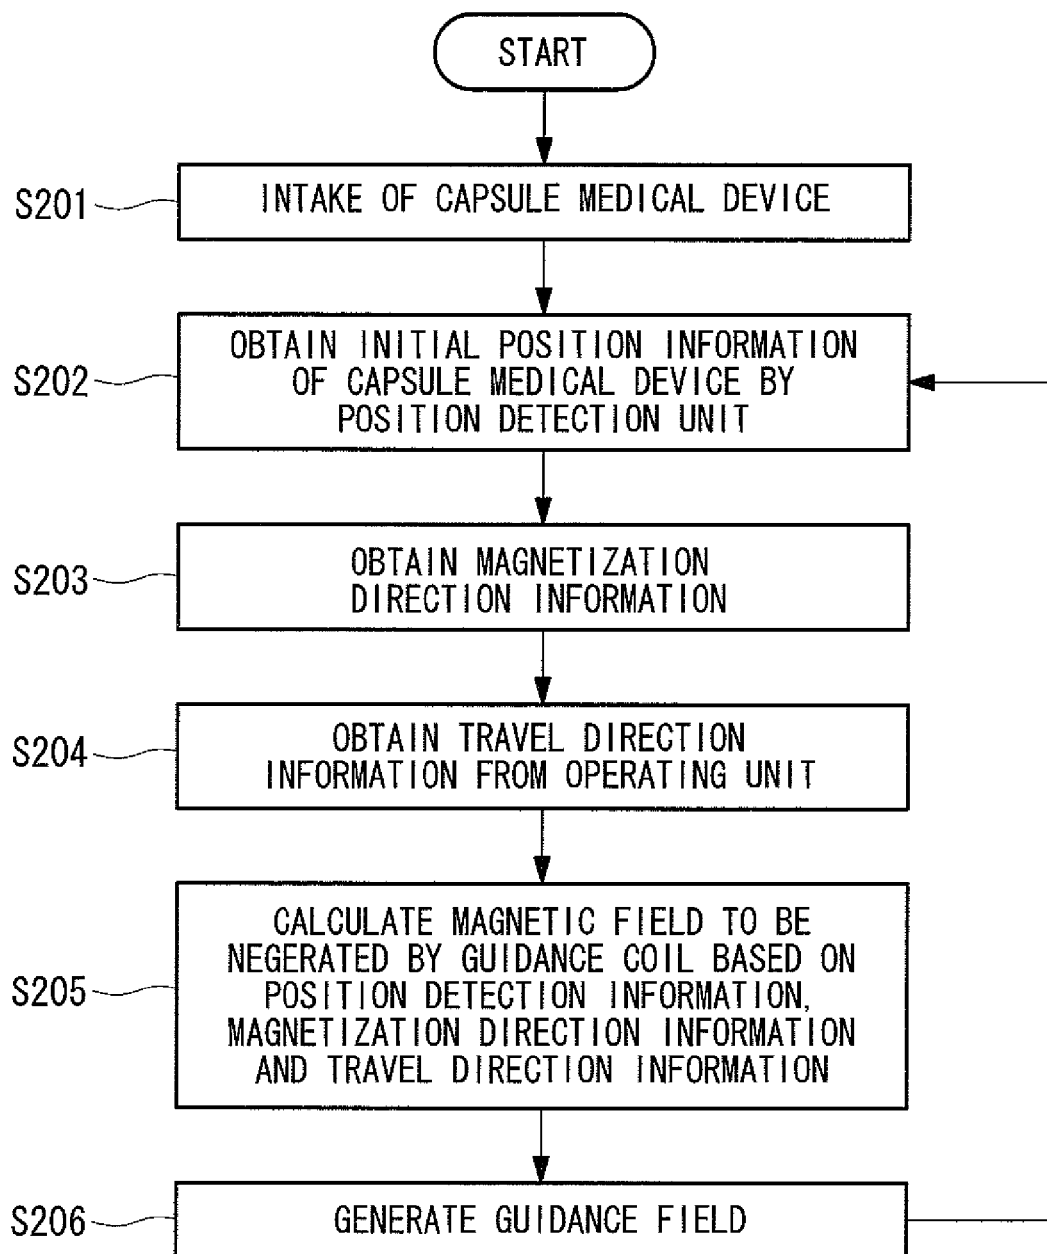 START
S201
INTAKE OF CAPSULE MEDICAL DEVICE
S202
OBTAIN INITIAL POSITION INFORMATION
OF CAPSULE MEDICAL DEVICE BY
POSITION DETECTION UNIT
S203
OBTAIN MAGNETIZATION
DIRECTION INFORMATION
S204
OBTAIN TRAVEL DIRECTION
INFORMATION FROM OPERATING UNIT
S205
CALCULATE MAGNETIC FIELD TO BE
NEGERATED BY GUIDANCE COIL BASED ON
POSITION DETECTION INFORMATION,
MAGNETIZATION DIRECTION INFORMATION
AND TRAVEL DIRECTION INFORMATION
S206
GENERATE GUIDANCE FIELD